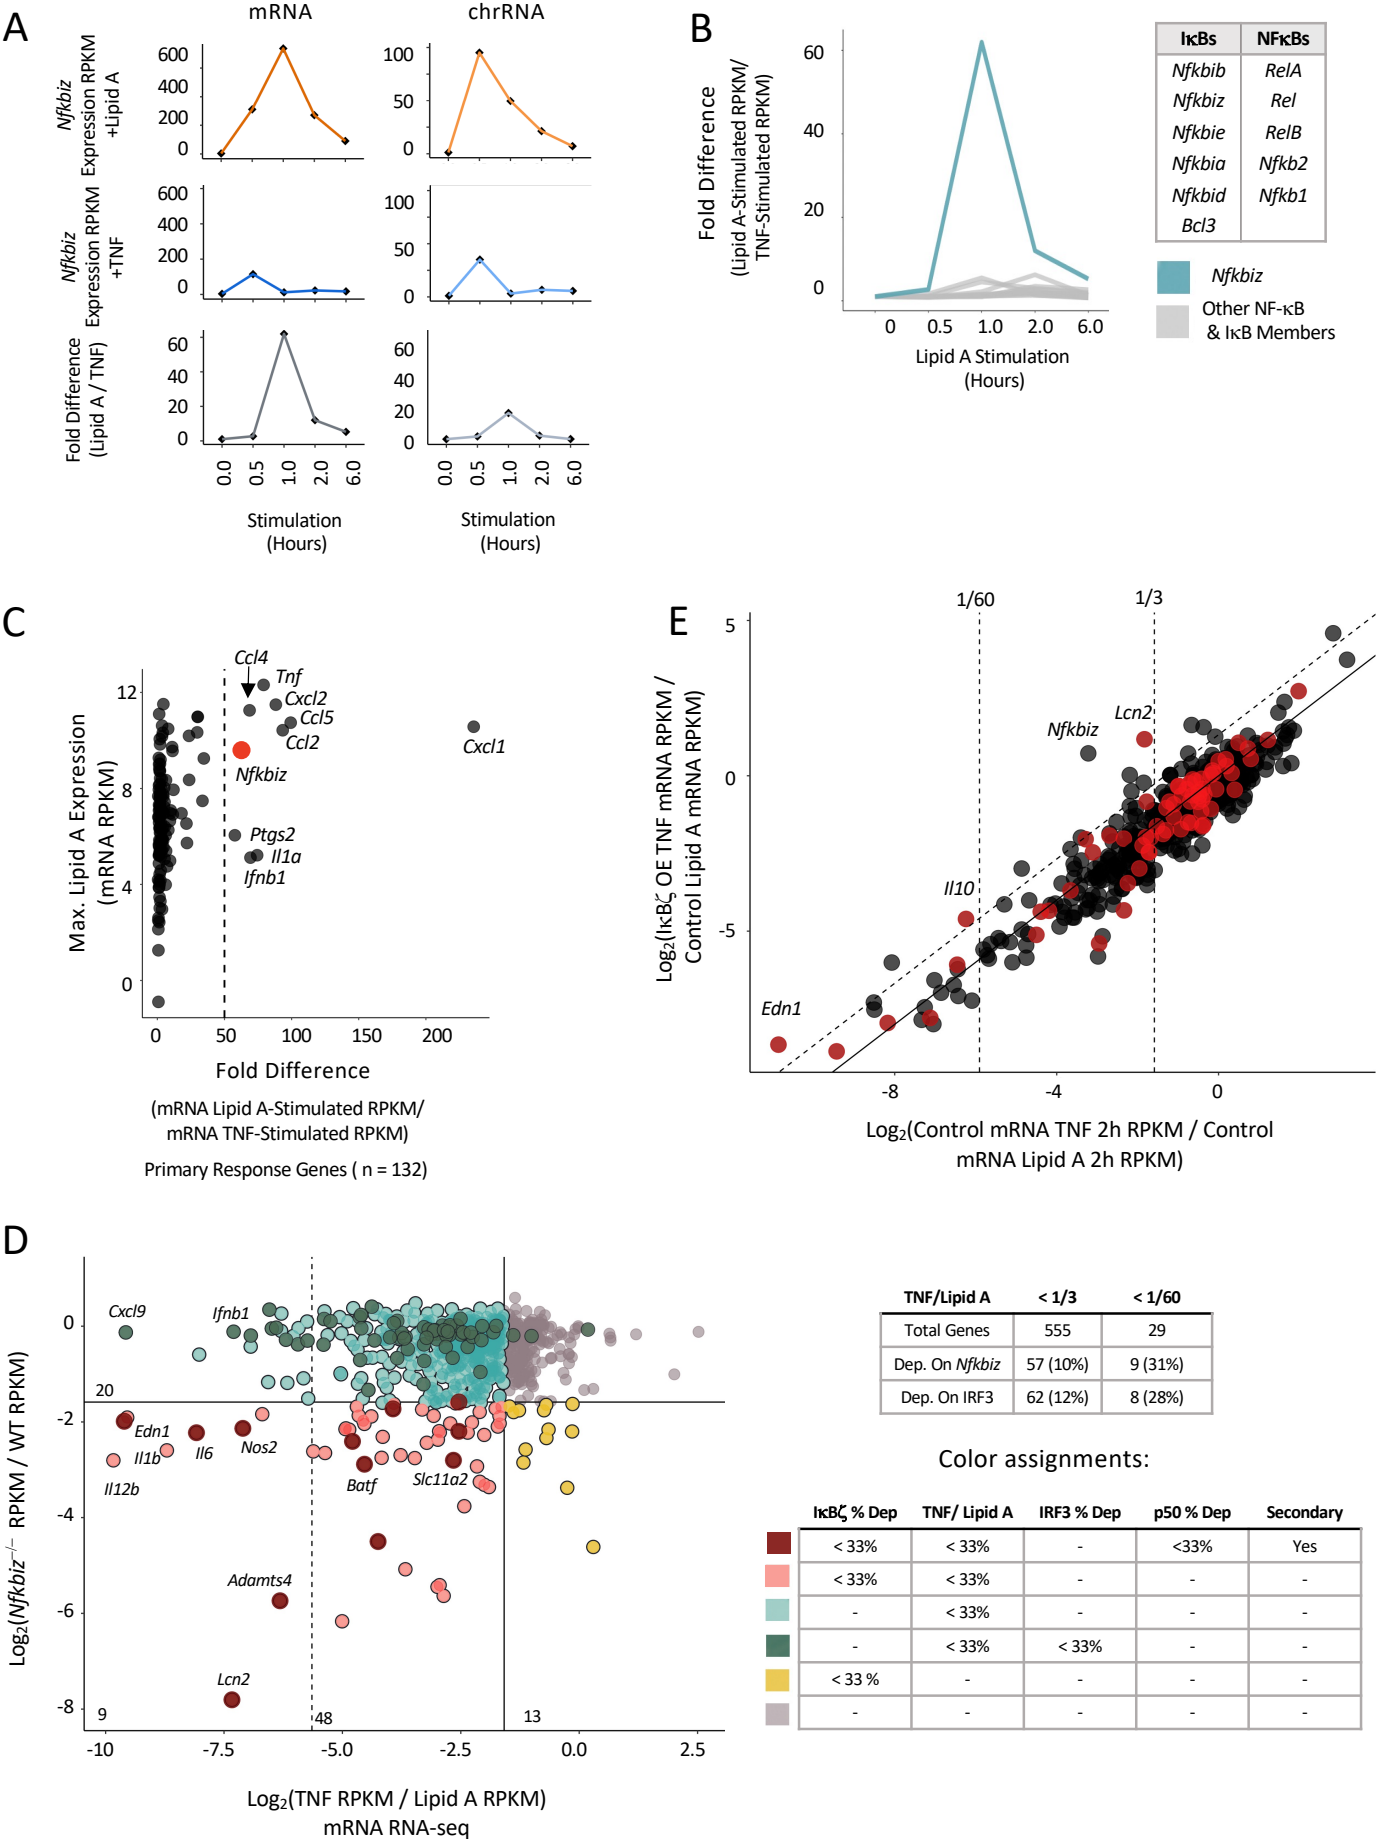 A
mRNA
chrRNA
Nfkbiz
Expression RPKM
+Lipid A
600
400
200
0
100
50
0
Nfkbiz
Expression RPKM
+TNF
600
400
200
0
100
50
0
Fold Difference
(Lipid A / TNF)
60
40
20
0
60
40
20
0
0.0
0.5
1.0
2.0
6.0
0.0
0.5
1.0
2.0
6.0
Stimulation
(Hours)
Stimulation
(Hours)
B
Fold Difference
(Lipid A-Stimulated RPKM/
TNF-Stimulated RPKM)
60
40
20
0
0 0.5 1.0 2.0 6.0
Lipid A Stimulation
(Hours)
IκBs NFκBs
Nfkbib RelA
Nfkbiz Rel
Nfkbie RelB
Nfkbia Nfkb2
Nfkbid Nfkb1
Bcl3
Nfkbiz
Other NF-κB
& IκB Members
C
Max. Lipid A Expression
(mRNA RPKM)
12
8
4
0
Ccl4
Tnf
Cxcl2
Ccl5
Ccl2
Cxcl1
Nfkbiz
Ptgs2
Il1a
Ifnb1
0 50 100 150 200
Fold Difference
(mRNA Lipid A-Stimulated RPKM/
mRNA TNF-Stimulated RPKM)
Primary Response Genes ( n = 132)
E
Log2(IκBζ OE TNF mRNA RPKM /
Control Lipid A mRNA RPKM)
1/60
1/3
5
0
-5
Nfkbiz
Lcn2
Il10
Edn1
-8 -4 0
Log2(Control mRNA TNF 2h RPKM / Control
mRNA Lipid A 2h RPKM)
D
Log2(Nfkbiz–/– RPKM / WT RPKM)
0
-2
-4
-6
-8
Cxcl9
Ifnb1
20
Edn1
Il1b
Il12b
Il6
Nos2
Batf
Slc11a2
Adamts4
Lcn2
9
48
13
-10 -7.5 -5.0 -2.5 0.0 2.5
Log2(TNF RPKM / Lipid A RPKM)
mRNA RNA-seq
TNF/Lipid A < 1/3 < 1/60
Total Genes 555 29
Dep. On Nfkbiz 57 (10%) 9 (31%)
Dep. On IRF3 62 (12%) 8 (28%)
Color assignments:
IκBζ % Dep TNF/ Lipid A IRF3 % Dep p50 % Dep Secondary
< 33% < 33% - <33% Yes
< 33% < 33% - - -
- < 33% - - -
- < 33% < 33% - -
< 33 % - - - -
- - - - -